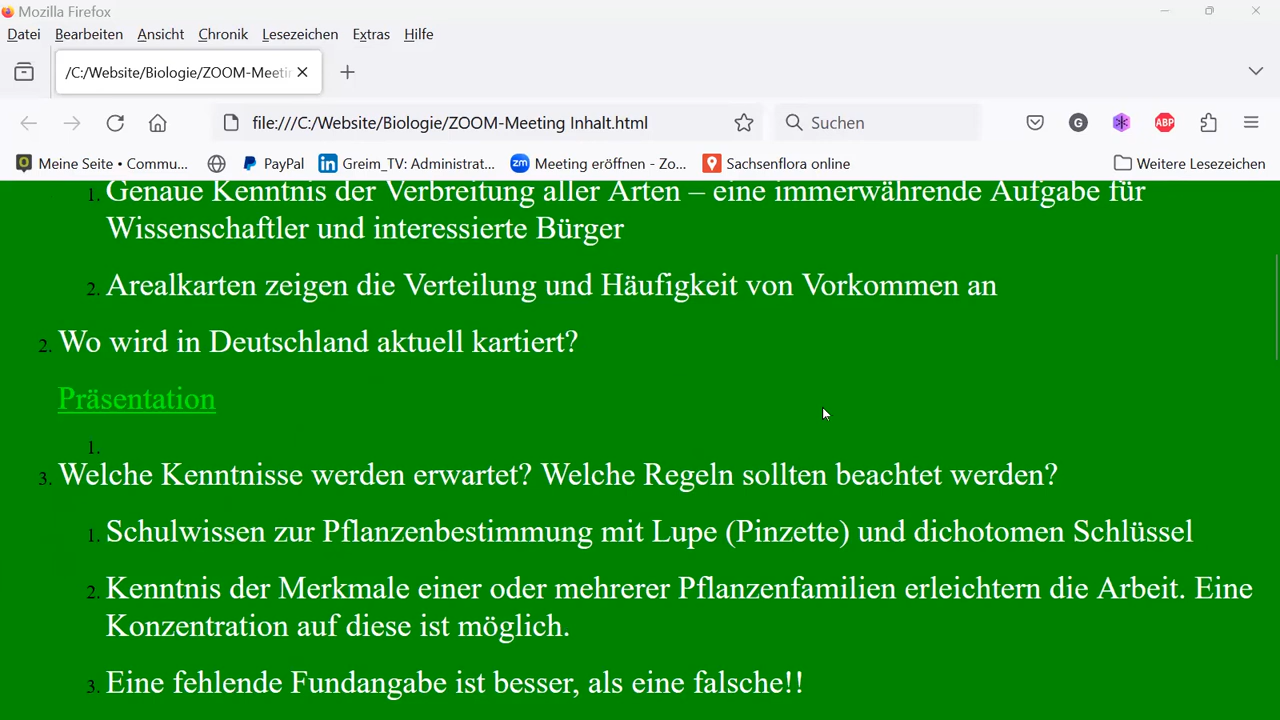 Mozilla Firefox
Datei Bearbeiten Ansicht Chronik Lesezeichen Extras Hilfe
/C:/Website/Biologie/ZOOM-Meetin
file:///C:/Website/Biologie/ZOOM-Meeting Inhalt.html
Suchen
G
ABP
Meine Seite • Commu...
PayPal
in Greim_TV: Administrat...
zm Meeting eröffnen - Zo...
Sachsenflora online
Weitere Lesezeichen
1. Genaue Kenntnis der Verbreitung aller Arten – eine immerwährende Aufgabe für
Wissenschaftler und interessierte Bürger
2. Arealkarten zeigen die Verteilung und Häufigkeit von Vorkommen an
2. Wo wird in Deutschland aktuell kartiert?
Präsentation
1.
3. Welche Kenntnisse werden erwartet? Welche Regeln sollten beachtet werden?
1. Schulwissen zur Pflanzenbestimmung mit Lupe (Pinzette) und dichotomen Schlüssel
2. Kenntnis der Merkmale einer oder mehrerer Pflanzenfamilien erleichtern die Arbeit. Eine
Konzentration auf diese ist möglich.
3. Eine fehlende Fundangabe ist besser, als eine falsche!!